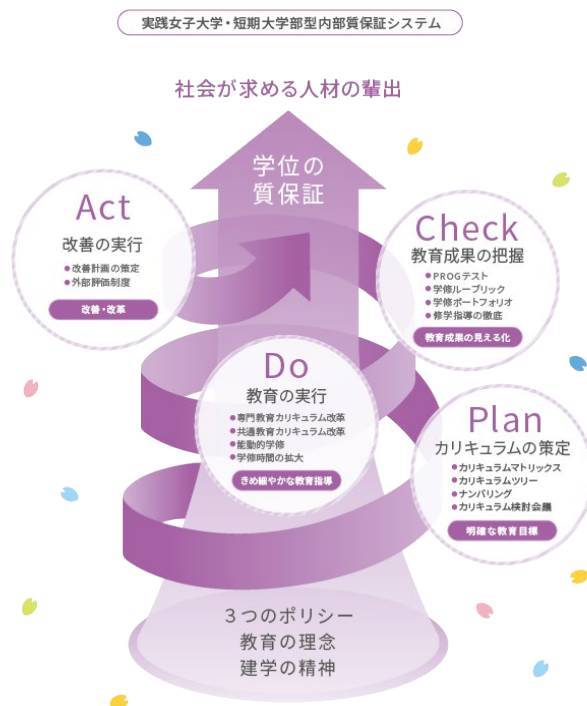 実践女子大学・短期大学部型内部質保証システム
社会が求める人材の輩出
学位の
質保証
Act
改善の実行
●改善計画の策定
●外部評価制度
改善・改革
Check
教育成果の把握
●PROGテスト
●学修ルーブリック
●学修ポートフォリオ
●修学指導の徹底
教育成果の見える化
Do
教育の実行
●専門教育カリキュラム改革
●共通教育カリキュラム改革
●能動的学修
●学修時間の拡大
きめ細やかな教育指導
Plan
カリキュラムの策定
●カリキュラムマトリックス
●カリキュラムツリー
●ナンバリング
●カリキュラム検討会議
明確な教育目標
3つのポリシー
教育の理念
建学の精神